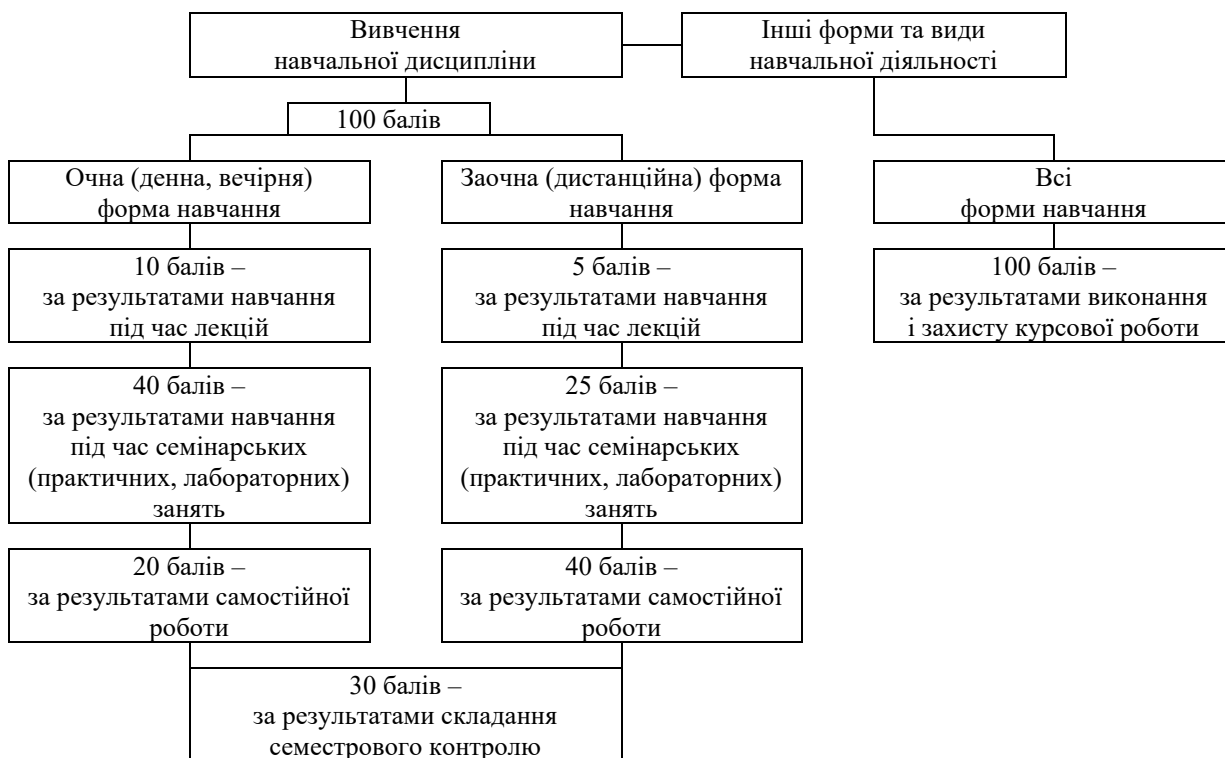 Вивчення
навчальної дисципліни
Інші форми та види
навчальної діяльності
100 балів
Очна (денна, вечірня)
форма навчання
Заочна (дистанційна) форма
навчання
Всі
форми навчання
10 балів –
за результатами навчання
під час лекцій
5 балів –
за результатами навчання
під час лекцій
100 балів –
за результатами виконання
і захисту курсової роботи
40 балів –
за результатами навчання
під час семінарських
(практичних, лабораторних)
занять
25 балів –
за результатами навчання
під час семінарських
(практичних, лабораторних)
занять
20 балів –
за результатами самостійної
роботи
40 балів –
за результатами самостійної
роботи
30 балів –
за результатами складання
семестрового контролю